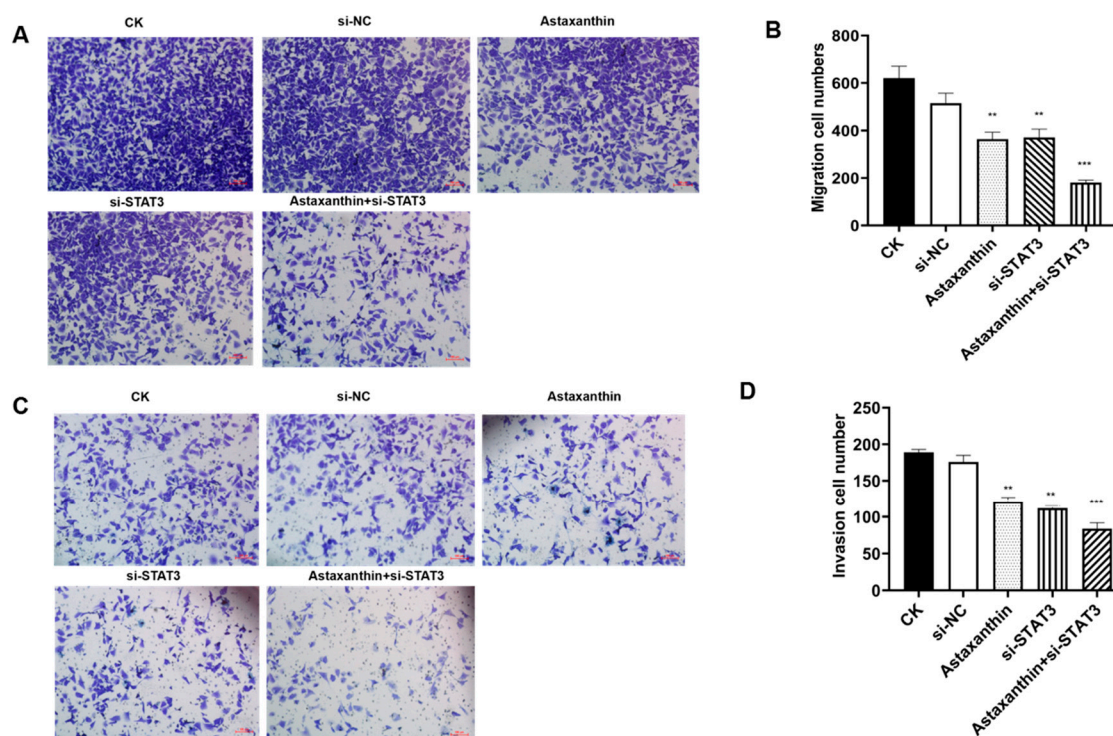 A
CK
si-NC
Astaxanthin
si-STAT3
Astaxanthin+si-STAT3
B
Migration cell numbers
800
600
400
200
0
**
**
***
CK
si-NC
Astaxanthin
si-STAT3
Astaxanthin+si-STAT3
C
CK
si-NC
Astaxanthin
si-STAT3
Astaxanthin+si-STAT3
D
Invasion cell number
250
200
150
100
50
0
**
**
***
CK
si-NC
Astaxanthin
si-STAT3
Astaxanthin+si-STAT3